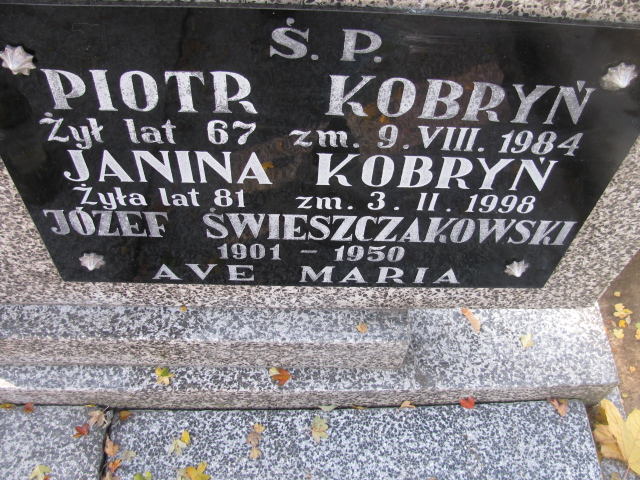 Ś. P.
PIOTR KOBRYŃ
Żył lat 67 zm. 9. VIII. 1984
JANINA KOBRYŃ
Żyła lat 81 zm. 3. II 1998
JÓZEF ŚWIESZCZAKOWSKI
1901 - 1950
AVE MARIA